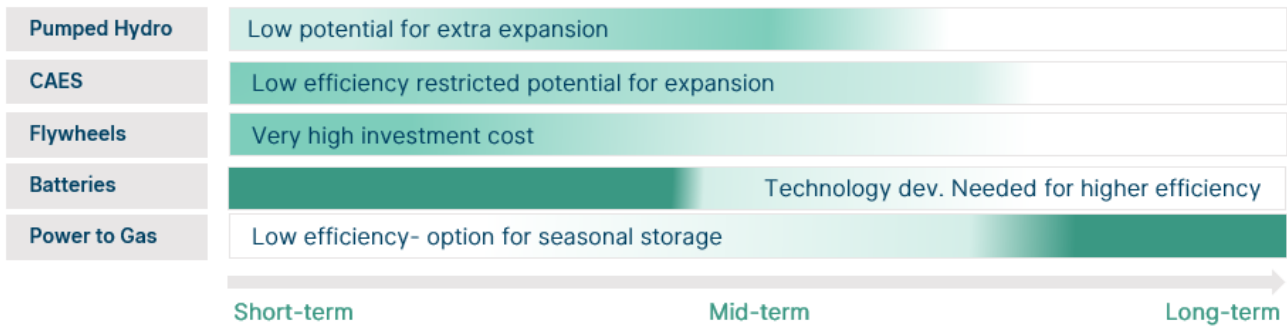 Pumped Hydro Low potential for extra expansion
CAES Low efficiency restricted potential for expansion
Flywheels Very high investment cost
Batteries Technology dev. Needed for higher efficiency
Power to Gas Low efficiency- option for seasonal storage
Short-term Mid-term Long-term